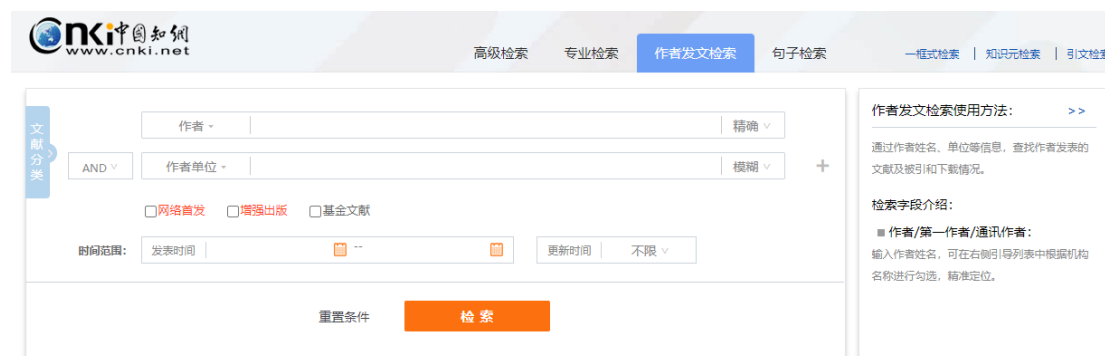 cnki中国知網
www.cnki.net
高级检索 专业检索 作者发文检索 句子检索 一框式检索 | 知识元检索 | 引文检索
文献分类
作者 精确
AND 作者单位 模糊 +
网络首发 增强出版 基金文献
时间范围: 发表时间 -- 更新时间 不限
重置条件 检索
作者发文检索使用方法: >>
通过作者姓名、单位等信息，查找作者发表的
文献及被引和下载情况。
检索字段介绍:
■ 作者/第一作者/通讯作者:
输入作者姓名，可在右侧引导列表中根据机构
名称进行勾选，精准定位。